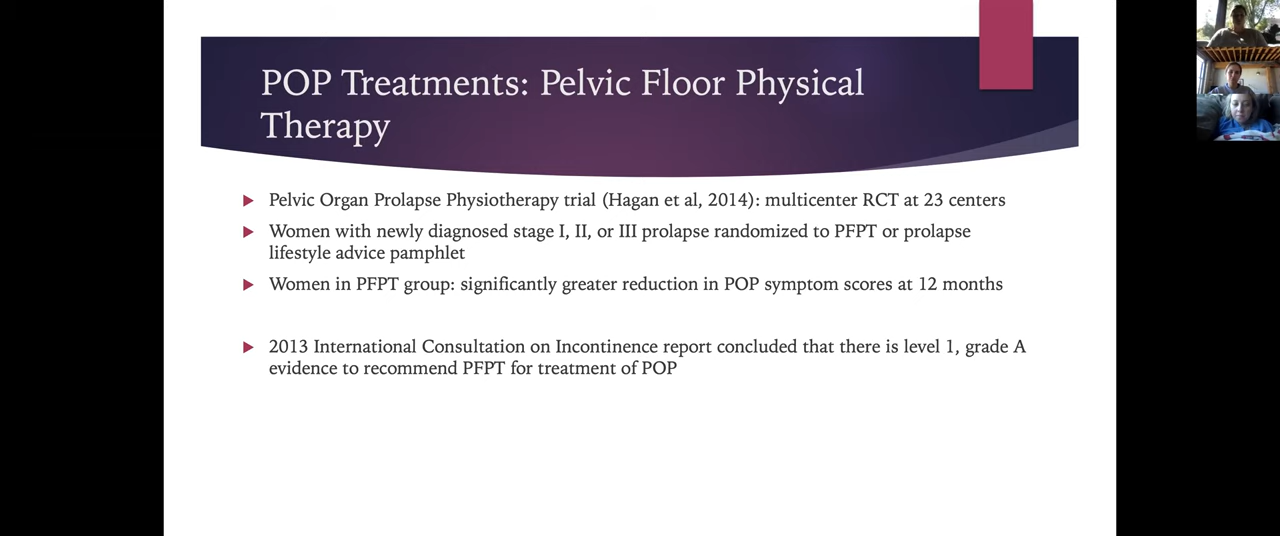 POP Treatments: Pelvic Floor Physical
Therapy
Pelvic Organ Prolapse Physiotherapy trial (Hagan et al, 2014): multicenter RCT at 23 centers
Women with newly diagnosed stage I, II, or III prolapse randomized to PFPT or prolapse
lifestyle advice pamphlet
Women in PFPT group: significantly greater reduction in POP symptom scores at 12 months
2013 International Consultation on Incontinence report concluded that there is level 1, grade A
evidence to recommend PFPT for treatment of POP